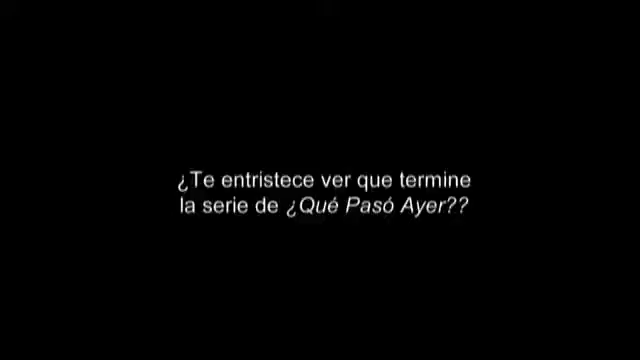 ¿Te entristece ver que termine
la serie de ¿Qué Pasó Ayer??